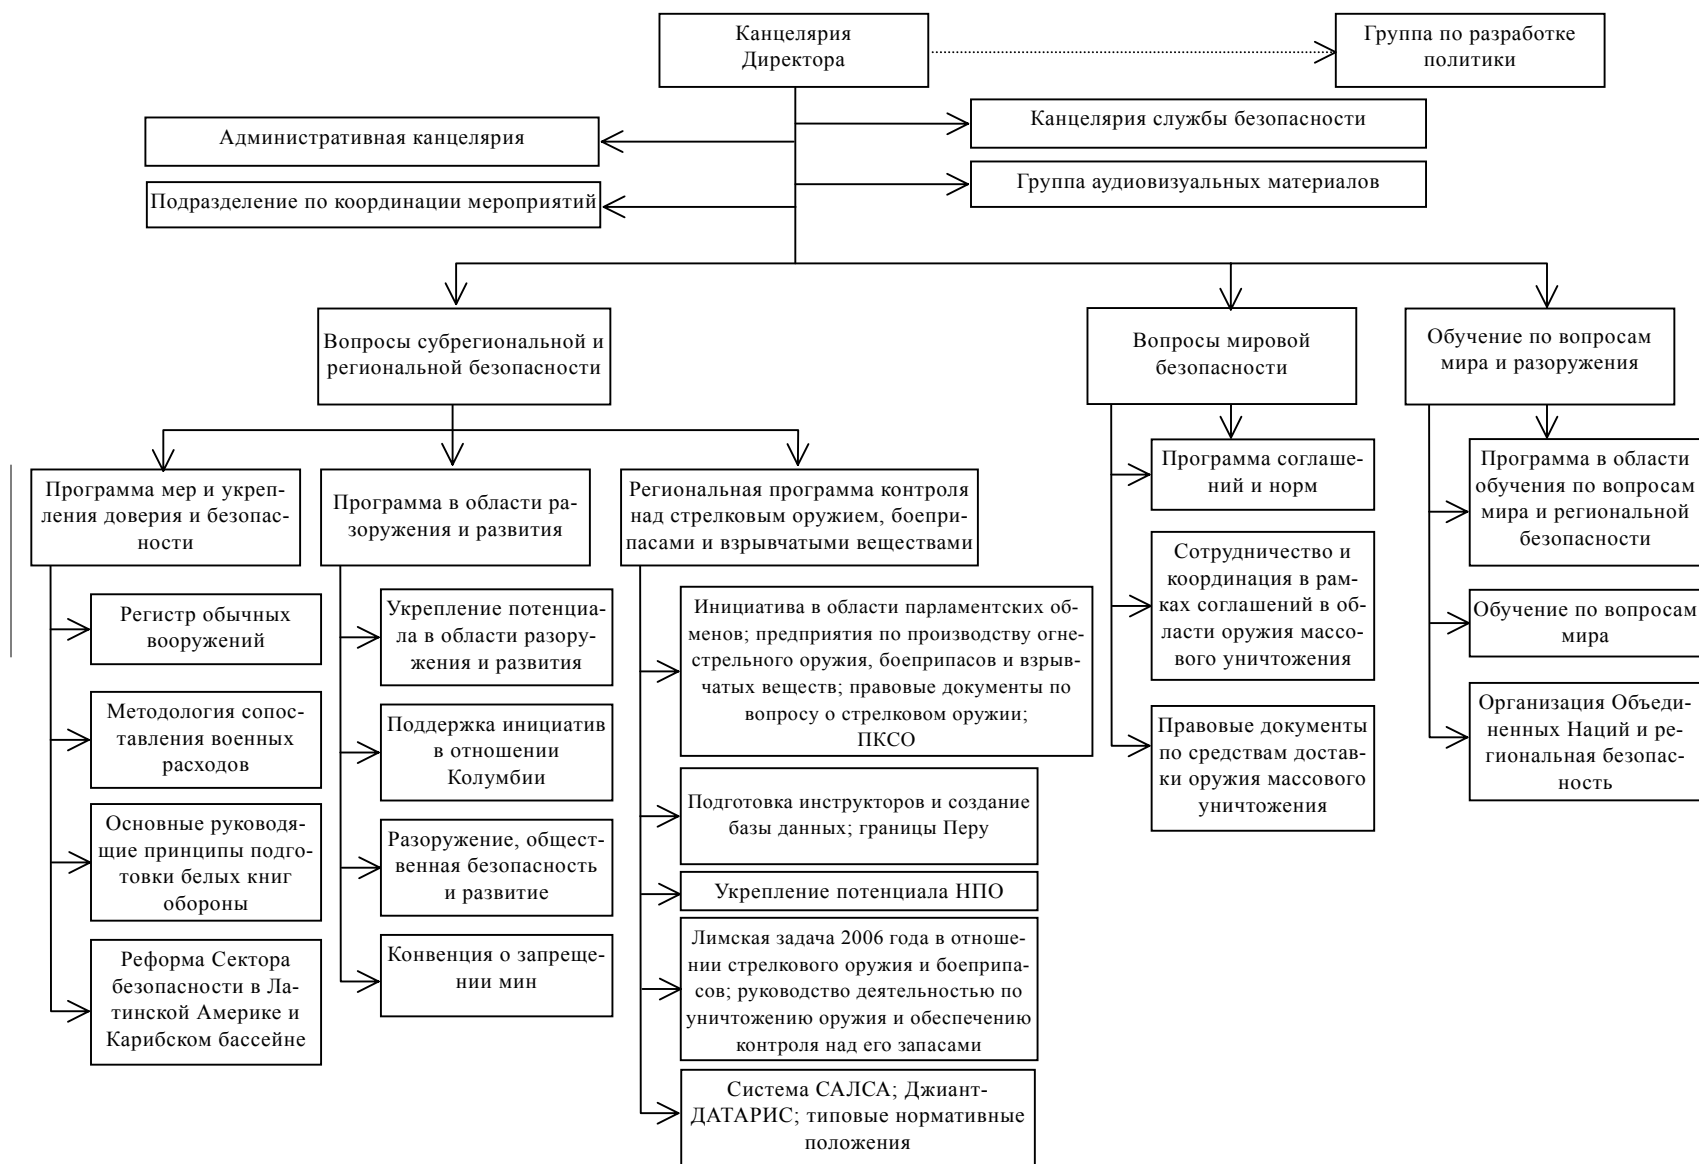 Канцелярия
Директора
Группа по разработке
политики
Канцелярия службы безопасности
Административная канцелярия
Группа аудиовизуальных материалов
Подразделение по координации мероприятий
Вопросы субрегиональной и
региональной безопасности
Вопросы мировой
безопасности
Обучение по вопросам
мира и разоружения
Программа мер и укреп-
ления доверия и безопас-
ности
Регистр обычных
вооружений
Методология сопос-
тавления военных
расходов
Основные руководя-
щие принципы подго-
товки белых книг
обороны
Реформа Сектора
безопасности в Ла-
тинской Америке и
Карибском бассейне
Программа в области ра-
зоружения и развития
Укрепление потенциа-
ла в области разору-
жения и развития
Поддержка инициатив
в отношении
Колумбии
Разоружение, общест-
венная безопасность
и развитие
Конвенция о запреще-
нии мин
Региональная программа контроля
над стрелковым оружием, боепри-
пасами и взрывчатыми веществами
Инициатива в области парламентских об-
менов; предприятия по производству огне-
стрельного оружия, боеприпасов и взрыв-
чатых веществ; правовые документы по
вопросу о стрелковом оружии;
ПКСО
Подготовка инструкторов и создание
базы данных; границы Перу
Укрепление потенциала НПО
Лимская задача 2006 года в отноше-
нии стрелкового оружия и боеприпа-
сов; руководство деятельностью по
уничтожению оружия и обеспечению
контроля над его запасами
Система САЛСА; Джиант-
ДАТАРИС; типовые нормативные
положения
Программа соглаше-
ний и норм
Сотрудничество и
координация в рам-
ках соглашений в об-
ласти оружия массо-
вого уничтожения
Правовые документы
по средствам достав-
ки оружия массового
уничтожения
Программа в области
обучения по вопросам
мира и региональной
безопасности
Обучение по вопросам
мира
Организация Объеди-
ненных Наций и ре-
гиональная безопас-
ность